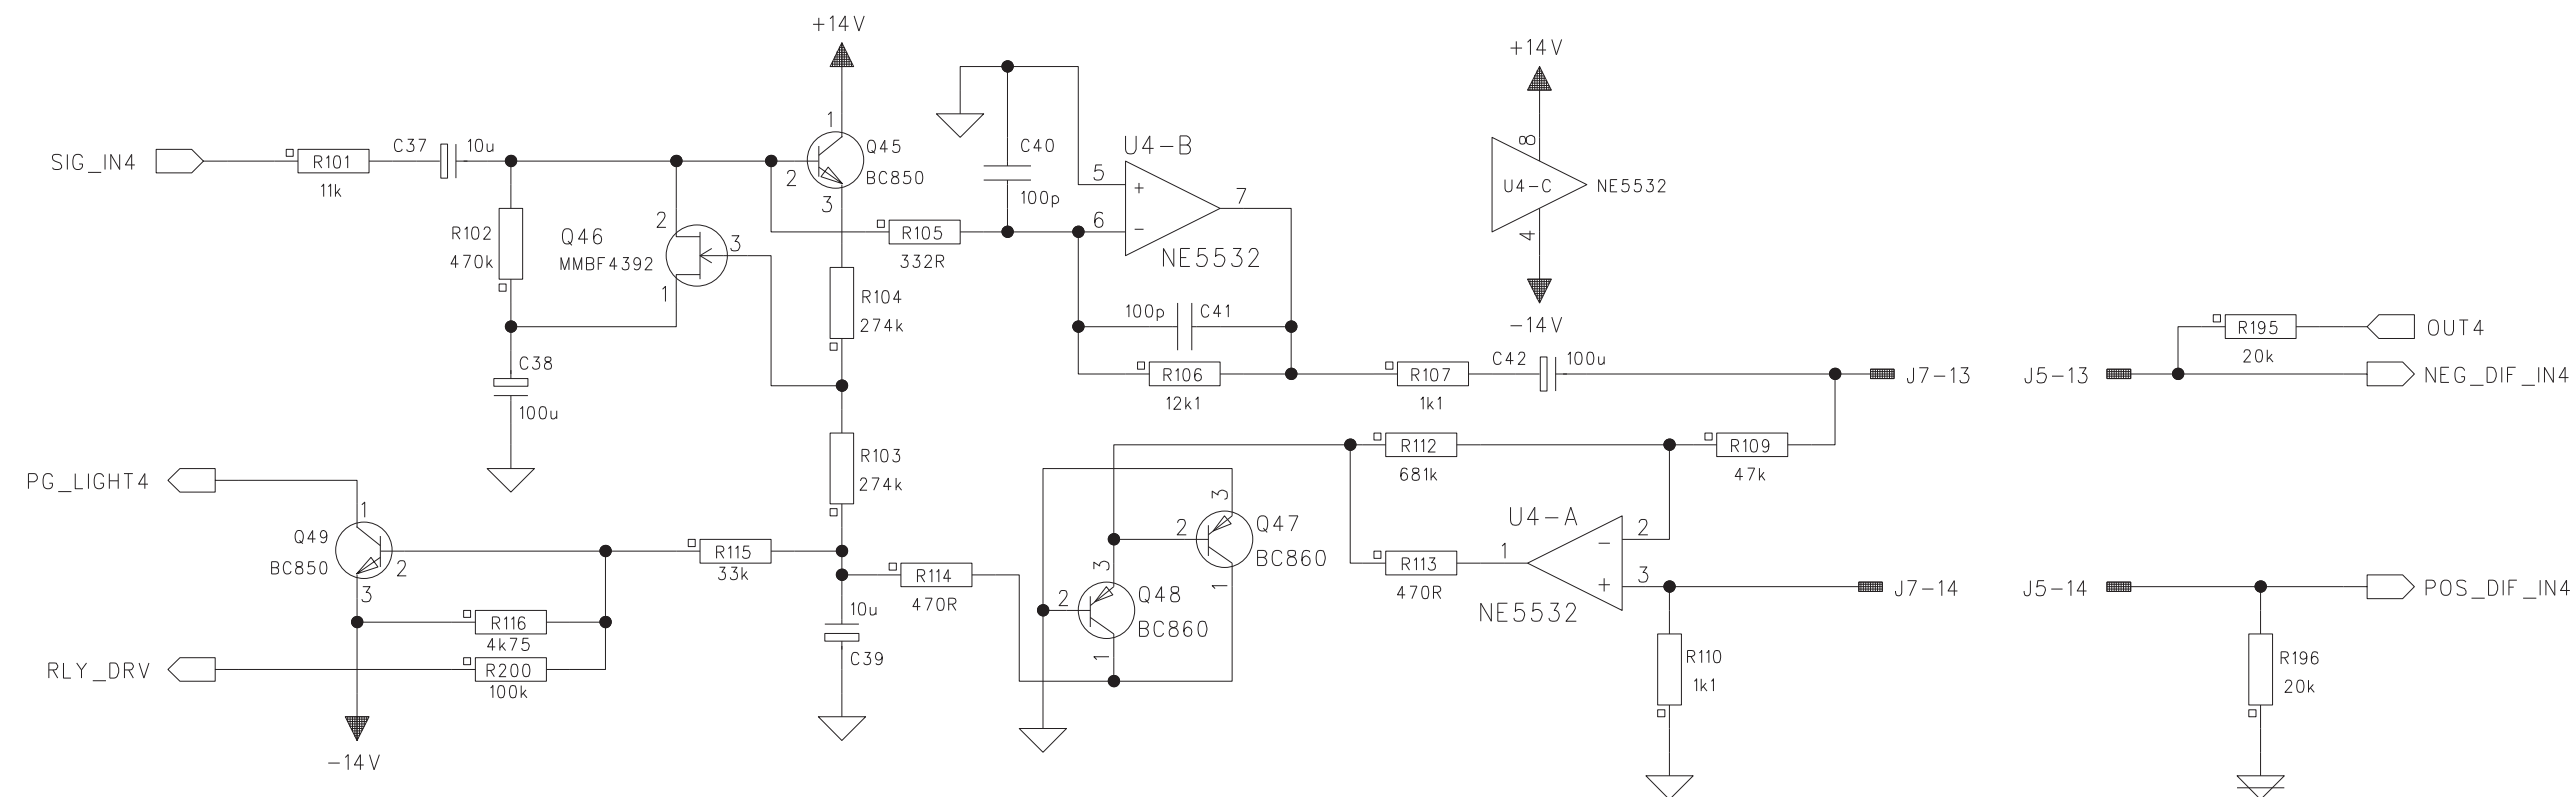 +14V
+14V
SIG_IN4
R101
11k
C37
10u
1
2
3
Q45
BC850
C40
100p
U4-B
5
6
7
+
-
NE5532
8
U4-C
NE5532
4
-14V
R102
470k
Q46
MMBF4392
2
3
1
R105
332R
R104
274k
100p
C41
C38
100u
R106
12k1
R107
1k1
C42
100u
J7-13
J5-13
R195
20k
OUT4
NEG_DIF_IN4
R103
274k
R112
681k
R109
47k
PG_LIGHT4
1
Q49
BC850
2
3
R115
33k
R114
470R
3
2
Q47
BC860
1
3
2
Q48
BC860
1
U4-A
1
2
3
-
+
NE5532
R113
470R
J7-14
J5-14
POS_DIF_IN4
R116
4k75
RLY_DRV
R200
100k
10u
C39
R110
1k1
R196
20k
-14V